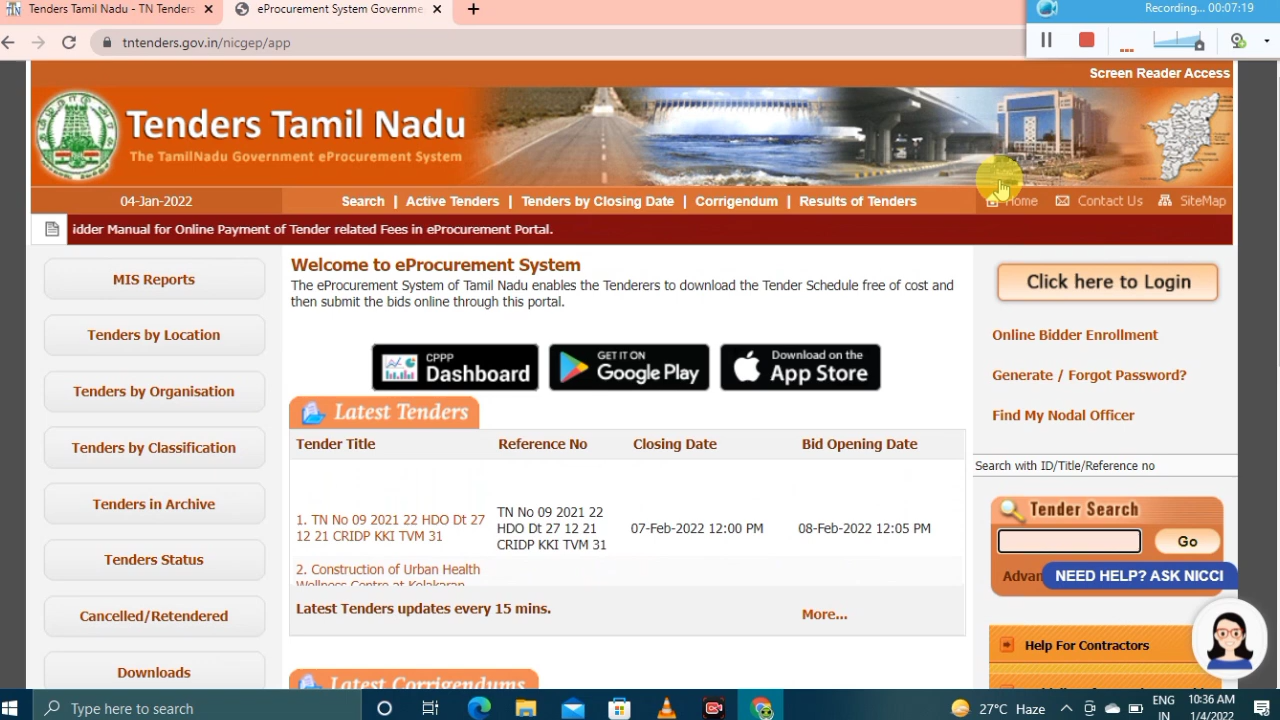 Tenders Tamil Nadu - TN Tenders
eProcurement System Governme
Recording... 00:07:19
tntenders.gov.in/nicgep/app
Screen Reader Access
Tenders Tamil Nadu
The TamilNadu Government eProcurement System
04-Jan-2022
Search | Active Tenders | Tenders by Closing Date | Corrigendum | Results of Tenders
Home
Contact Us
SiteMap
idder Manual for Online Payment of Tender related Fees in eProcurement Portal.
MIS Reports
Tenders by Location
Tenders by Organisation
Tenders by Classification
Tenders in Archive
Tenders Status
Cancelled/Retendered
Downloads
Welcome to eProcurement System
The eProcurement System of Tamil Nadu enables the Tenderers to download the Tender Schedule free of cost and
then submit the bids online through this portal.
CPPP
Dashboard
GET IT ON
Google Play
Download on the
App Store
Latest Tenders
Tender Title Reference No Closing Date Bid Opening Date
1. TN No 09 2021 22 HDO Dt 27
12 21 CRIDP KKI TVM 31
TN No 09 2021 22
HDO Dt 27 12 21
CRIDP KKI TVM 31
07-Feb-2022 12:00 PM
08-Feb-2022 12:05 PM
2. Construction of Urban Health
Wellness Centre at Kolakaran
Latest Tenders updates every 15 mins.
More...
Latest Corrigendums
Click here to Login
Online Bidder Enrollment
Generate / Forgot Password?
Find My Nodal Officer
Search with ID/Title/Reference no
Tender Search
Go
Advan
NEED HELP? ASK NICCI
Help For Contractors
Type here to search
27°C Haze
ENG
IN
10:36 AM
1/4/2022